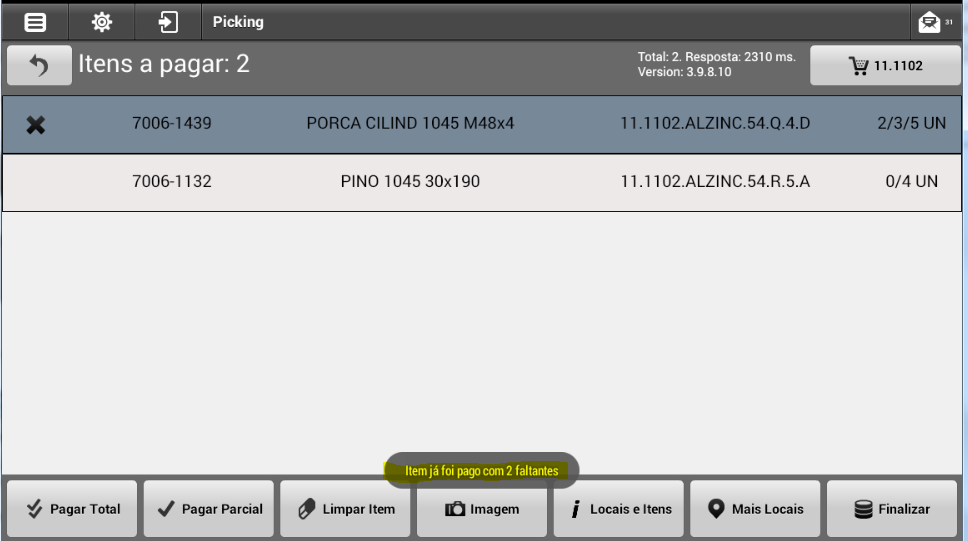 Picking
31
Itens a pagar: 2
Total: 2. Resposta: 2310 ms.
Version: 3.9.8.10
11.1102
7006-1439 PORCA CILIND 1045 M48x4 11.1102.ALZINC.54.Q.4.D 2/3/5 UN
7006-1132 PINO 1045 30x190 11.1102.ALZINC.54.R.5.A 0/4 UN
Item já foi pago com 2 faltantes
Pagar Total Pagar Parcial Limpar Item Imagem Locais e Itens Mais Locais Finalizar